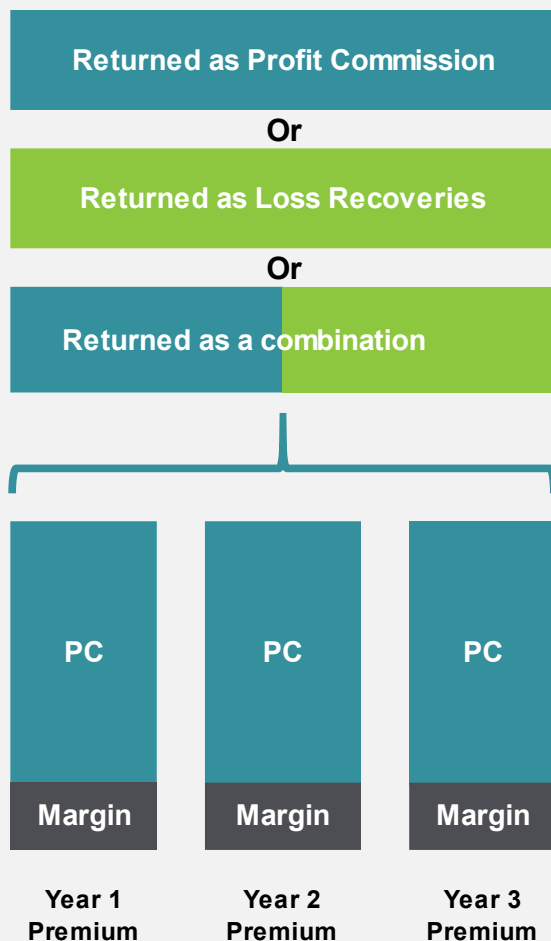 Returned as Profit Commission
Or
Returned as Loss Recoveries
Or
Returned as a combination
PC
PC
PC
Margin
Margin
Margin
Year 1
Premium
Year 2
Premium
Year 3
Premium